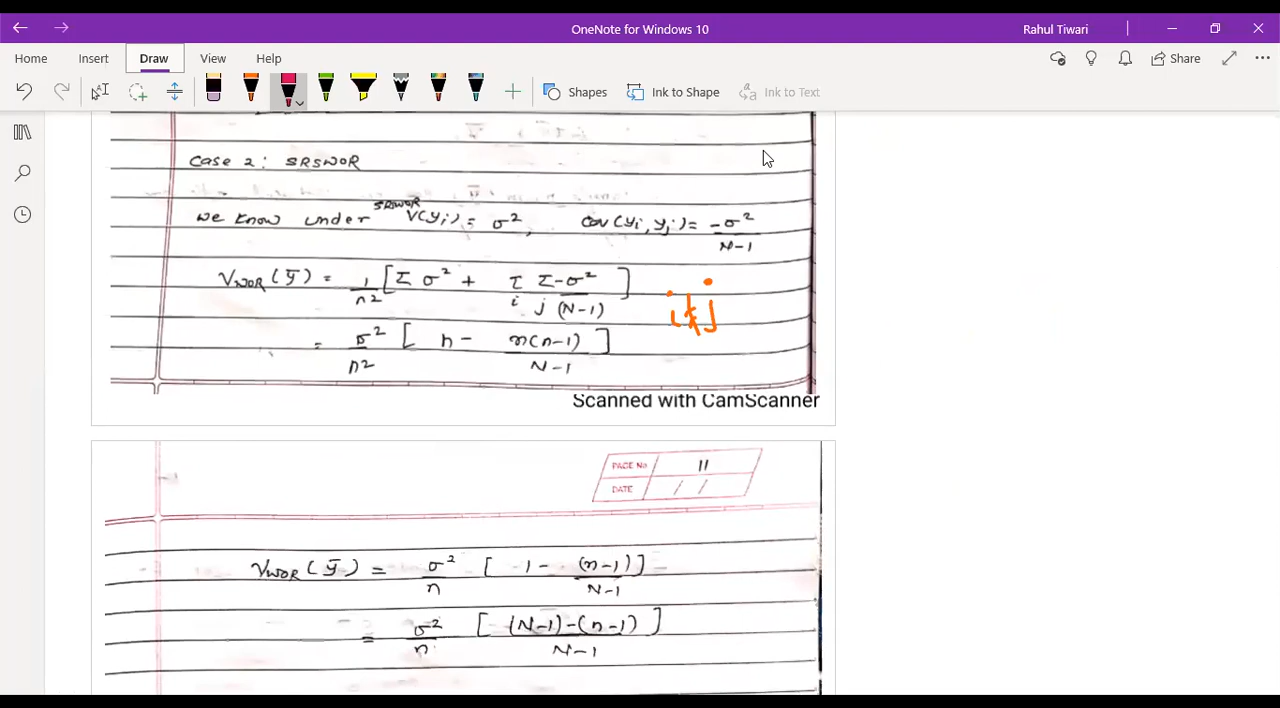 OneNote for Windows 10
Rahul Tiwari
Home Insert Draw View Help
Share
Shapes Ink to Shape Ink to Text
Case 2: SRSWOR
We know under SRSWOR V(yi) = σ², Cov(yi, yj) = -σ²/N-1
VWOR(ȳ) = 1/n² [Σ σ² + Σi Σj -σ²/(N-1)]
i≠j
= σ²/n² [n - n(n-1)/N-1]
Scanned with CamScanner
PAGE No 11
DATE / /
VWOR(ȳ) = σ²/n [1 - (n-1)/N-1]
= σ²/n [(N-1)-(n-1)/N-1]